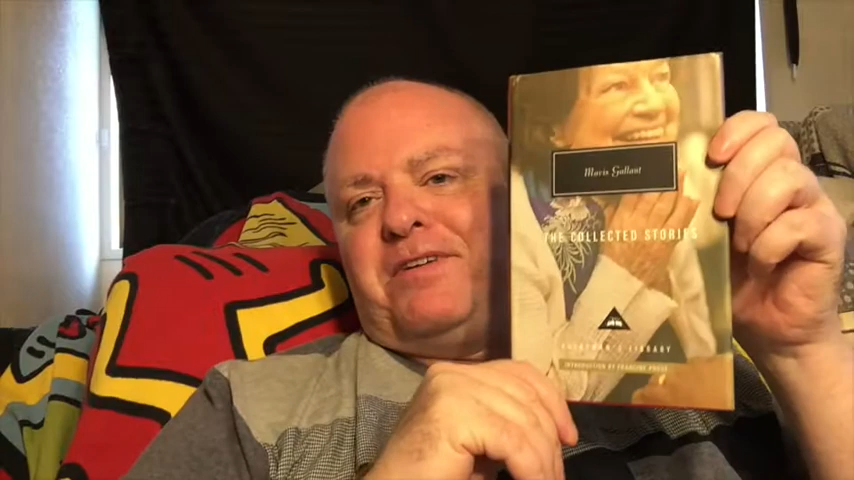 Mavis Gallant
THE COLLECTED STORIES
EVERYMAN'S LIBRARY
INTRODUCTION BY FRANCINE PROSE